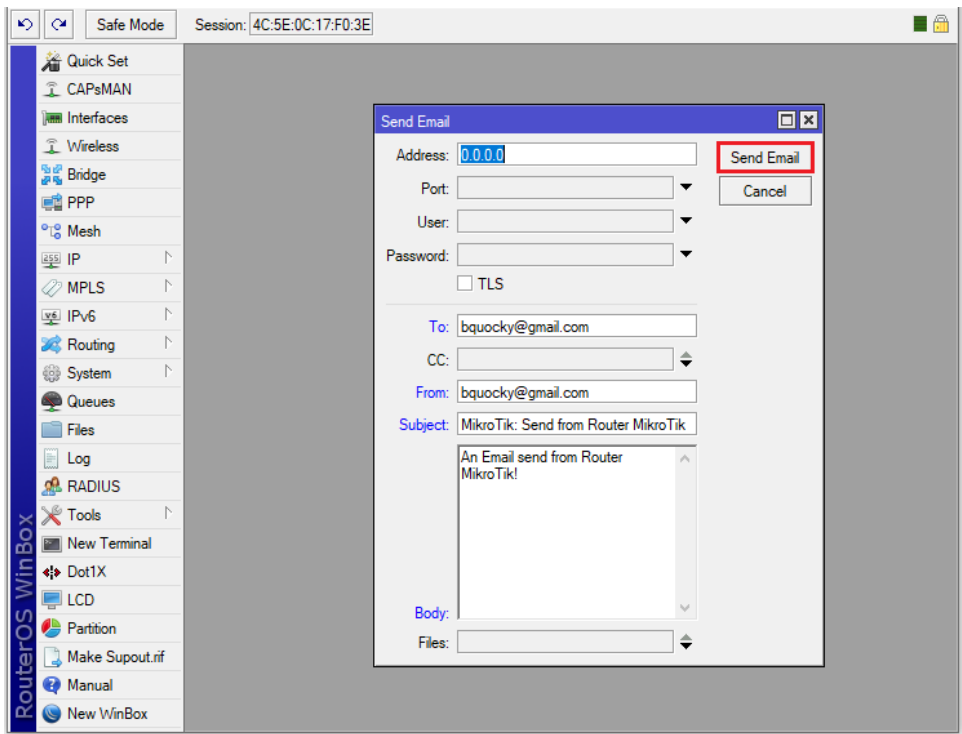 Safe Mode Session: 4C:5E:0C:17:F0:3E
Quick Set
CAPsMAN
Interfaces
Wireless
Bridge
PPP
Mesh
255 IP
MPLS
v6 IPv6
Routing
System
Queues
Files
Log
RADIUS
Tools
New Terminal
Dot1X
LCD
Partition
Make Supout.rif
Manual
New WinBox
RouterOS WinBox
Send Email
Address: 0.0.0.0
Send Email
Port:
Cancel
User:
Password:
TLS
To: bquocky@gmail.com
CC:
From: bquocky@gmail.com
Subject: MikroTik: Send from Router MikroTik
An Email send from Router
MikroTik!
Body:
Files: